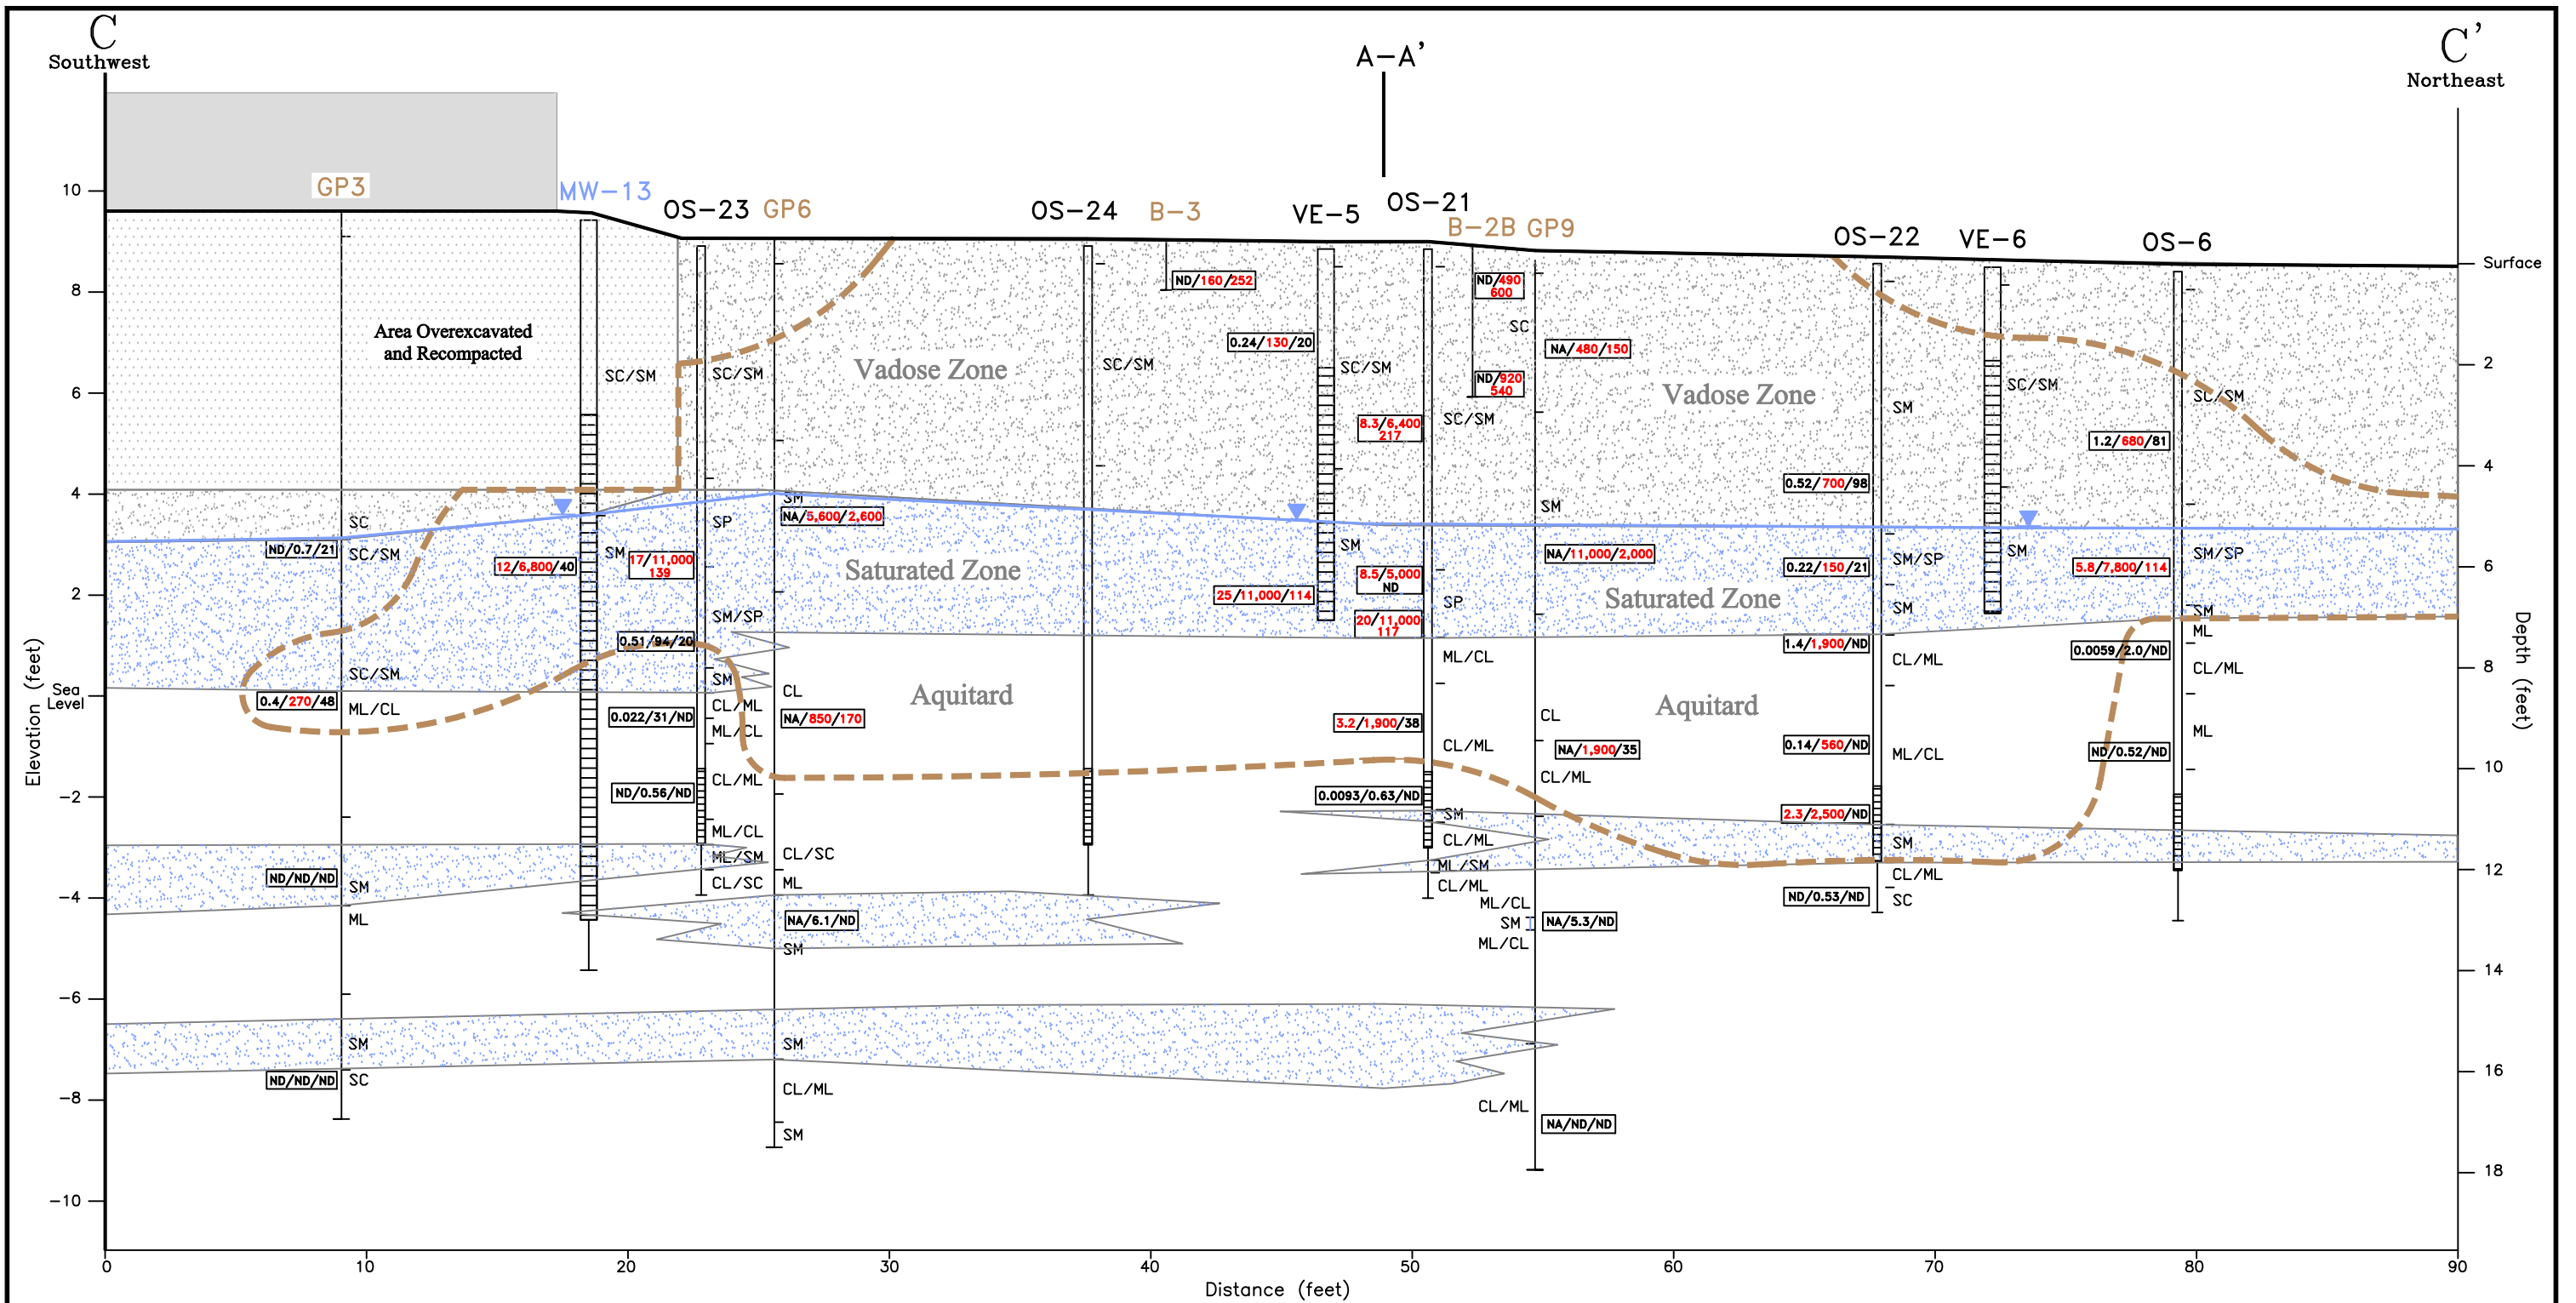 C
Southwest
A-A'
C'
Northeast
GP3
MW-13
OS-23
GP6
OS-24
B-3
VE-5
OS-21
B-2B
GP9
OS-22
VE-6
OS-6
10
8
6
4
2
Sea
Level
-2
-4
-6
-8
-10
Elevation (feet)
Surface
2
4
6
8
10
12
14
16
18
Depth (feet)
Area Overexcavated
and Recompacted
Vadose Zone
Vadose Zone
Saturated Zone
Saturated Zone
Aquitard
Aquitard
SC
ND/0.7/21
SC/SM
SC/SM
0.4/270/48
ML/CL
ND/ND/ND
SM
ML
SM
ND/ND/ND
SC
SC/SM
12/6,800/40
SM
SC/SM
SP
17/11,000
139
SM/SP
0.51/94/20
SM
CL/ML
0.022/31/ND
ML/CL
CL/ML
ND/0.56/ND
ML/CL
ML/SM
CL/SC
SM
NA/5,600/2,600
CL
NA/850/170
CL/SC
ML
NA/6.1/ND
SM
SM
CL/ML
SM
SC/SM
ND/160/252
0.24/130/20
SC/SM
SM
25/11,000/114
8.3/6,400
217
SC/SM
8.5/5,000
ND
SP
20/11,000
117
ML/CL
3.2/1,900/38
CL/ML
0.0093/0.63/ND
SM
CL/ML
ML/SM
CL/ML
ND/490
600
ND/920
540
SC
NA/480/150
SM
NA/11,000/2,000
CL
NA/1,900/35
CL/ML
ML/CL
SM
NA/5.3/ND
ML/CL
CL/ML
NA/ND/ND
SM
0.52/700/98
SM/SP
0.22/150/21
SM
1.4/1,900/ND
CL/ML
0.14/560/ND
ML/CL
2.3/2,500/ND
SM
CL/ML
ND/0.53/ND
SC
SC/SM
SM
SC/SM
1.2/680/81
SM/SP
5.8/7,800/114
SM
ML
0.0059/2.0/ND
CL/ML
ML
ND/0.52/ND
0
10
20
30
40
50
60
70
80
90
Distance (feet)